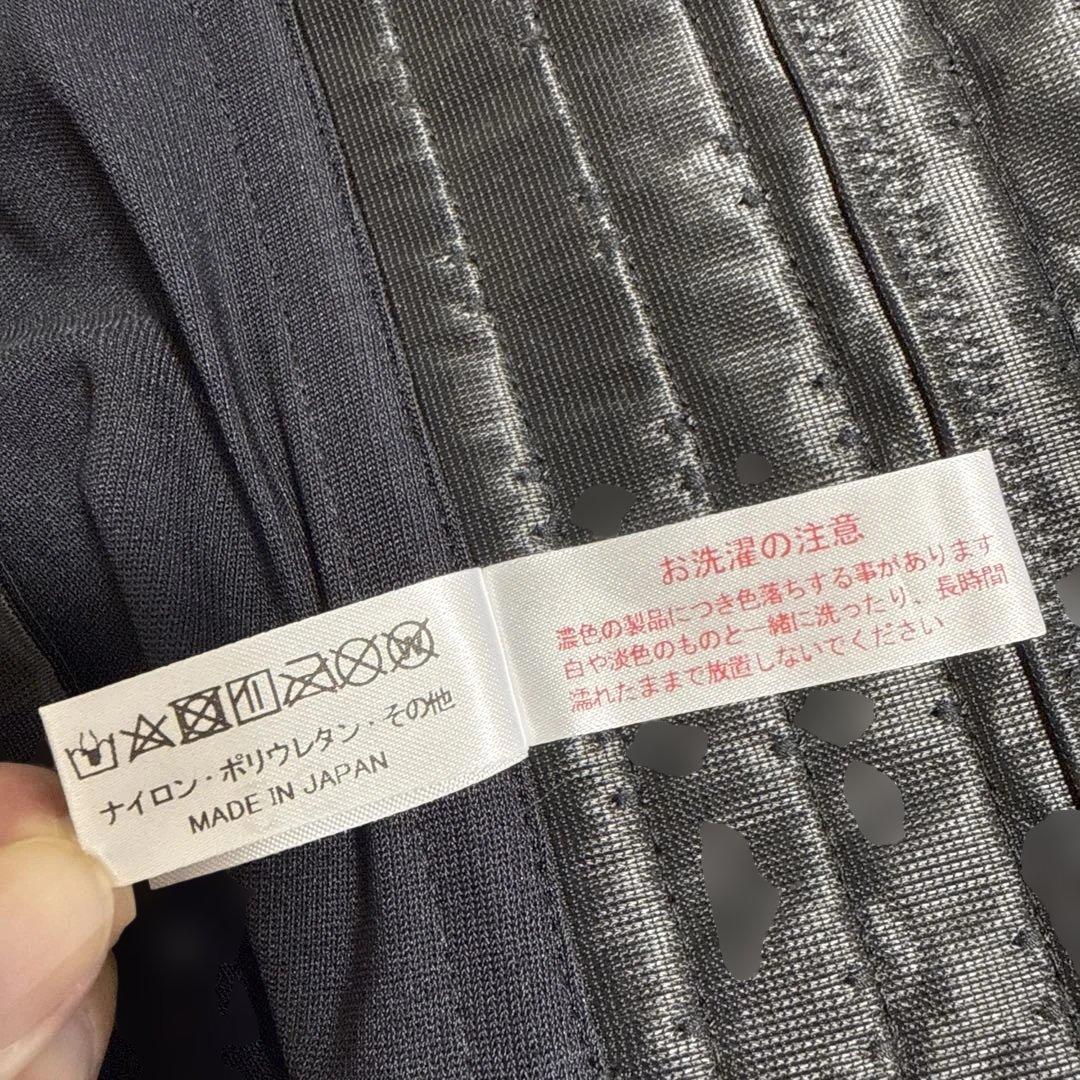 ナイロン・ポリウレタン・その他
MADE IN JAPAN
お洗濯の注意
濃色の製品につき色落ちする事があります
白や淡色のものと一緒に洗ったり、長時間
濡れたままで放置しないでください